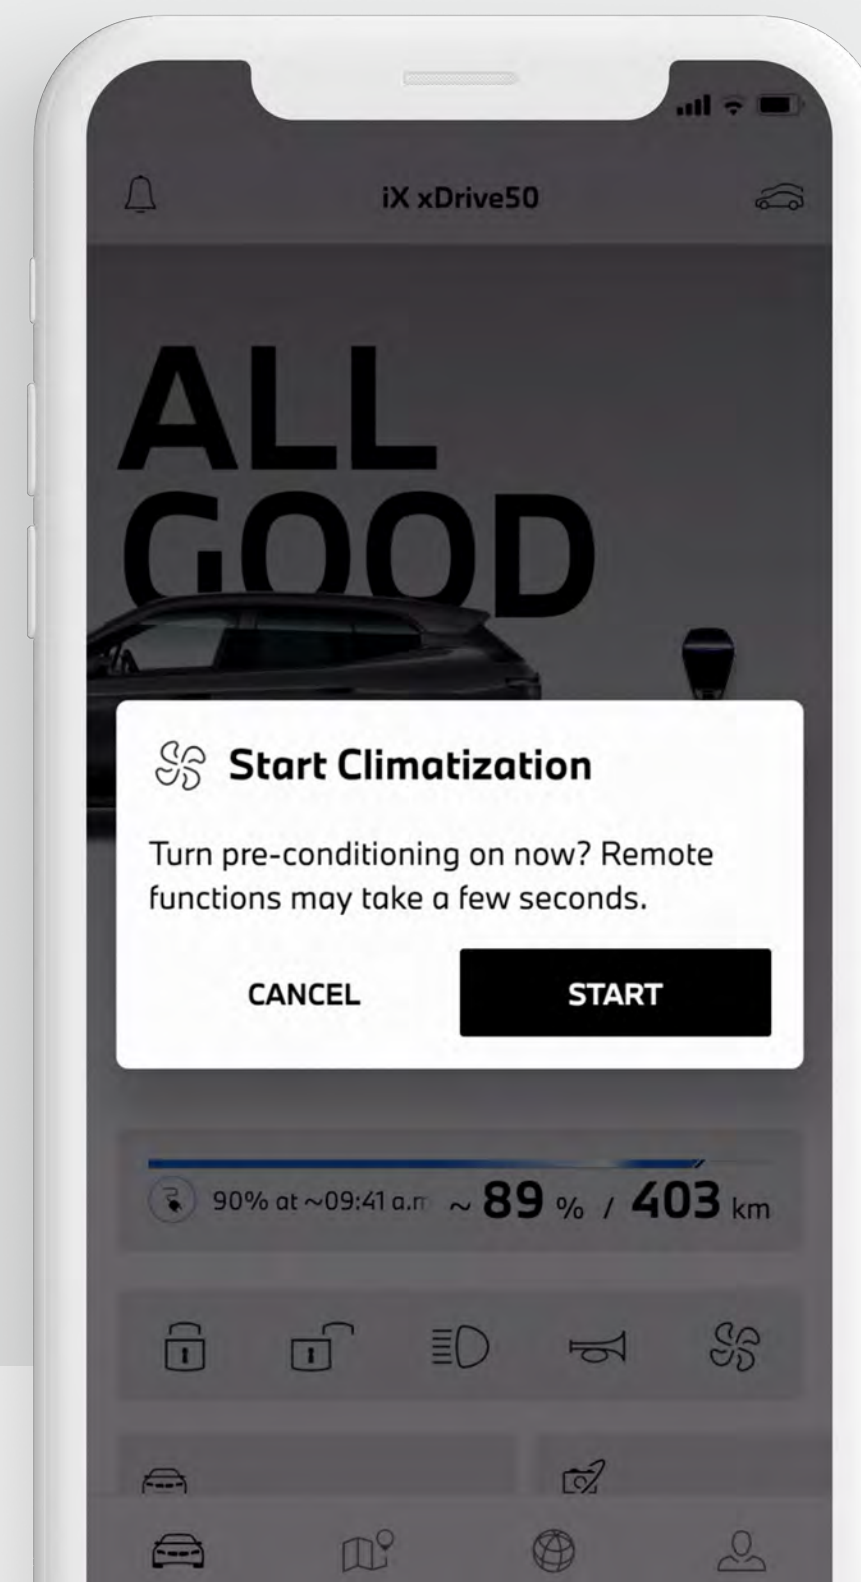 iX xDrive50
ALL
GOOD
Start Climatization
Turn pre-conditioning on now? Remote
functions may take a few seconds.
CANCEL
START
90% at ~09:41 a.m ~ 89 % / 403 km